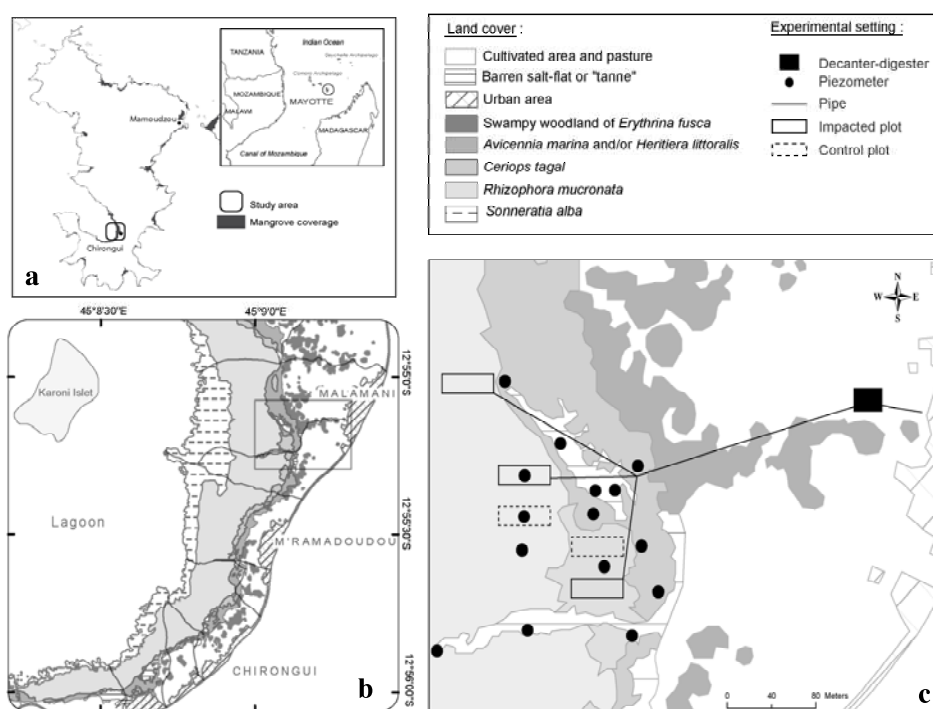 TANZANIA
Indian Ocean
Seychelle Archipelago
Comoro Archipelago
MOZAMBIQUE
MAYOTTE
MALAWI
MADAGASCAR
Canal of Mozambique
Mamoudzou
Study area
Mangrove coverage
Chirongui
a
Land cover :
Cultivated area and pasture
Barren salt-flat or "tanne"
Urban area
Swampy woodland of Erythrina fusca
Avicennia marina and/or Heritiera littoralis
Ceriops tagal
Rhizophora mucronata
Sonneratia alba
Experimental setting :
Decanter-digester
Piezometer
Pipe
Impacted plot
Control plot
45°8'30"E
45°9'0"E
12°55'0"S
12°55'30"S
12°56'0"S
Karoni Islet
MALAMANI
Lagoon
M'RAMADOUDOU
CHIRONGUI
b
N
W E
S
0 40 80 Meters
c